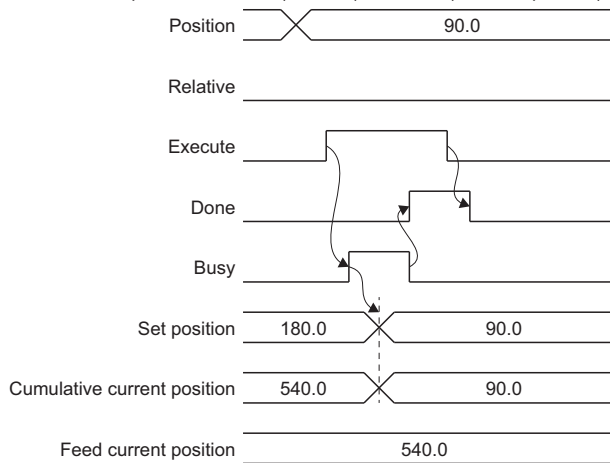 Position 90.0
Relative
Execute
Done
Busy
Set position 180.0 90.0
Cumulative current position 540.0 90.0
Feed current position 540.0